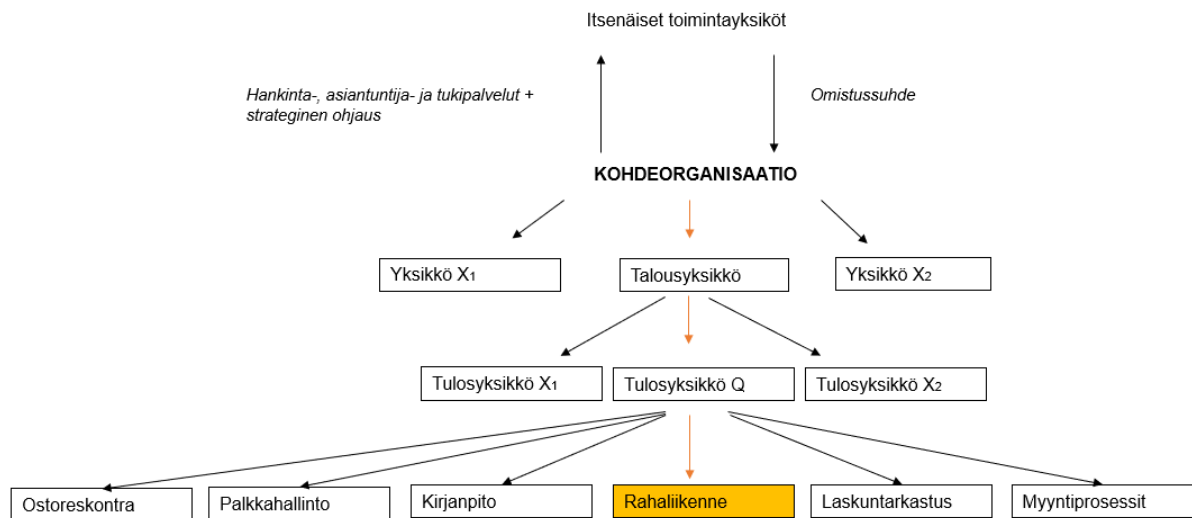 Itsenäiset toimintayksiköt
Hankinta-, asiantuntija- ja tukipalvelut +
strateginen ohjaus
Omistussuhde
KOHDEORGANISAATIO
Yksikkö X₁
Talousyksikkö
Yksikkö X₂
Tulosyksikkö X₁
Tulosyksikkö Q
Tulosyksikkö X₂
Ostoreskontra
Palkkahallinto
Kirjanpito
Rahaliikenne
Laskuntarkastus
Myyntiprosessit